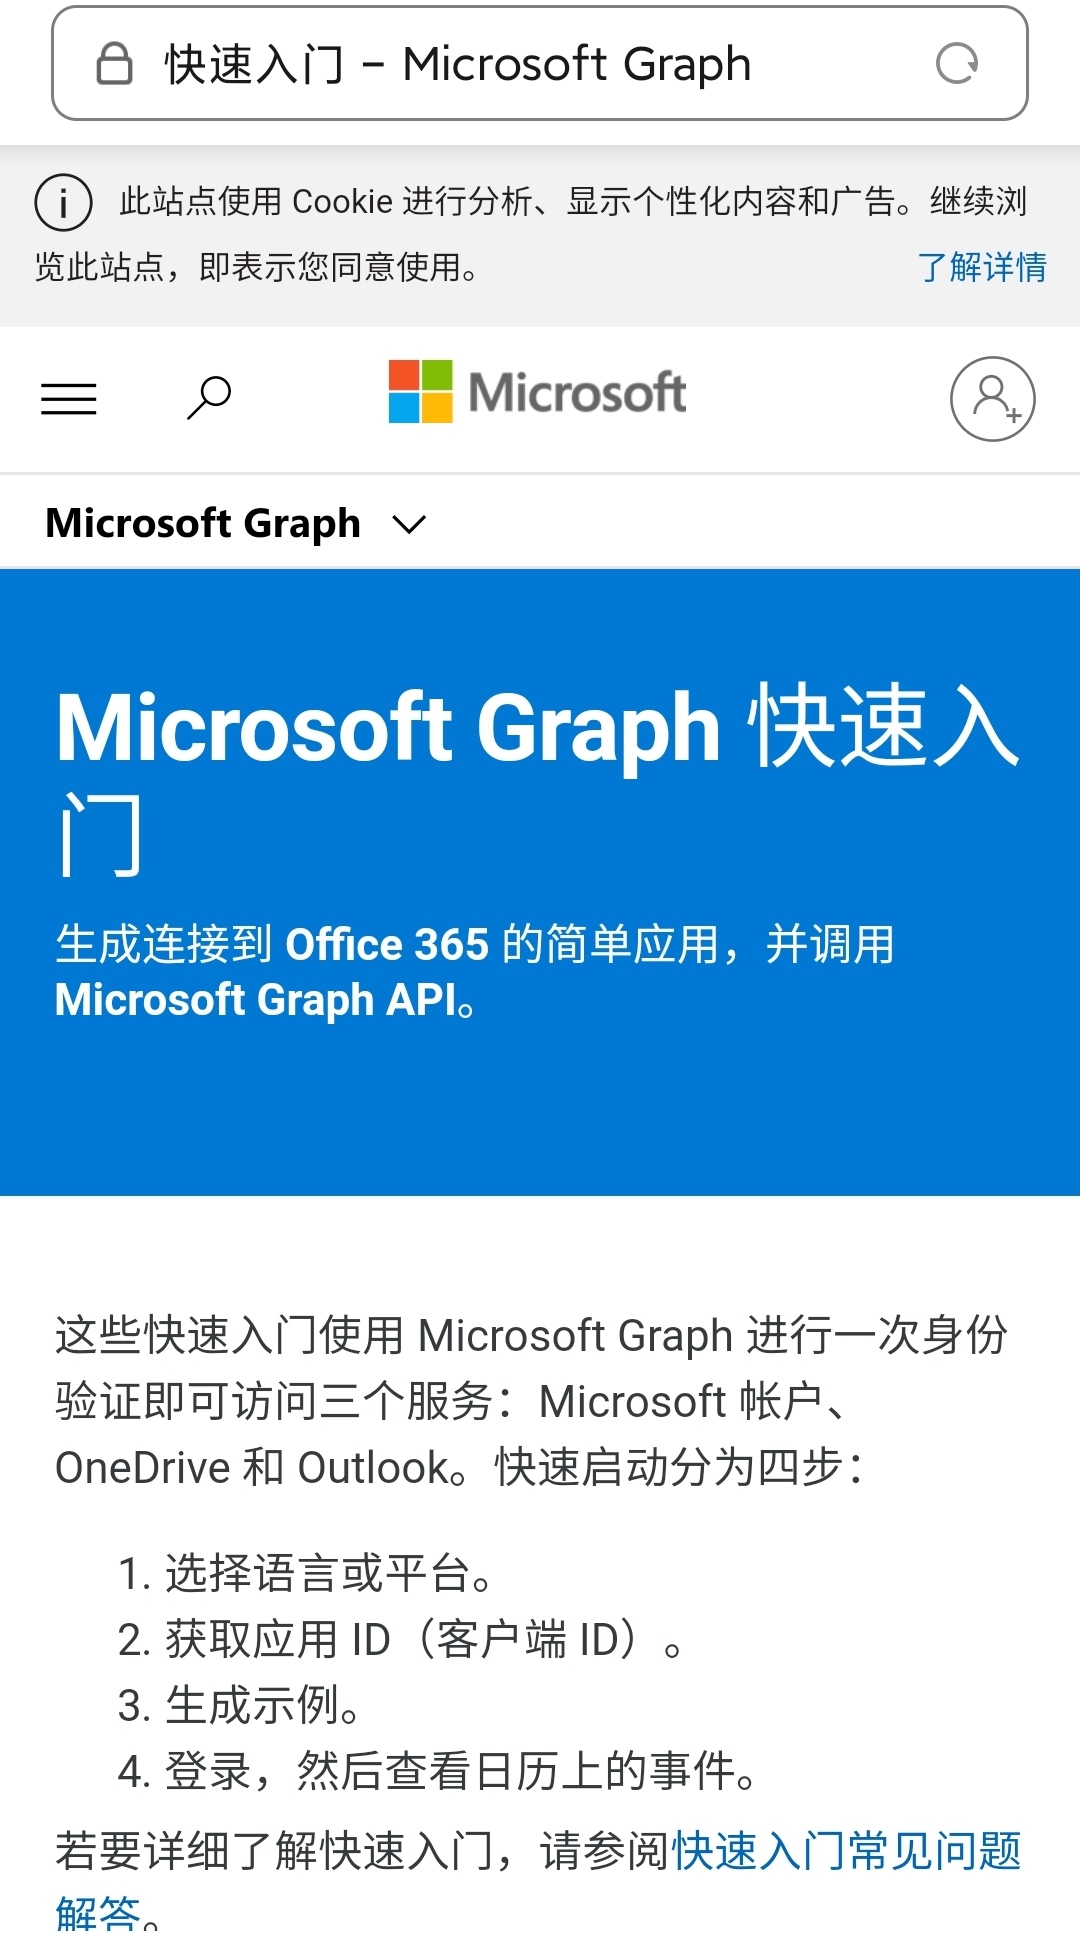 快速入门 – Microsoft Graph
此站点使用 Cookie 进行分析、显示个性化内容和广告。继续浏
览此站点，即表示您同意使用。 了解详情
Microsoft
Microsoft Graph
Microsoft Graph 快速入
门
生成连接到 Office 365 的简单应用，并调用
Microsoft Graph API。
这些快速入门使用 Microsoft Graph 进行一次身份
验证即可访问三个服务：Microsoft 帐户、
OneDrive 和 Outlook。快速启动分为四步：
1. 选择语言或平台。
2. 获取应用 ID（客户端 ID）。
3. 生成示例。
4. 登录，然后查看日历上的事件。
若要详细了解快速入门，请参阅快速入门常见问题
解答。